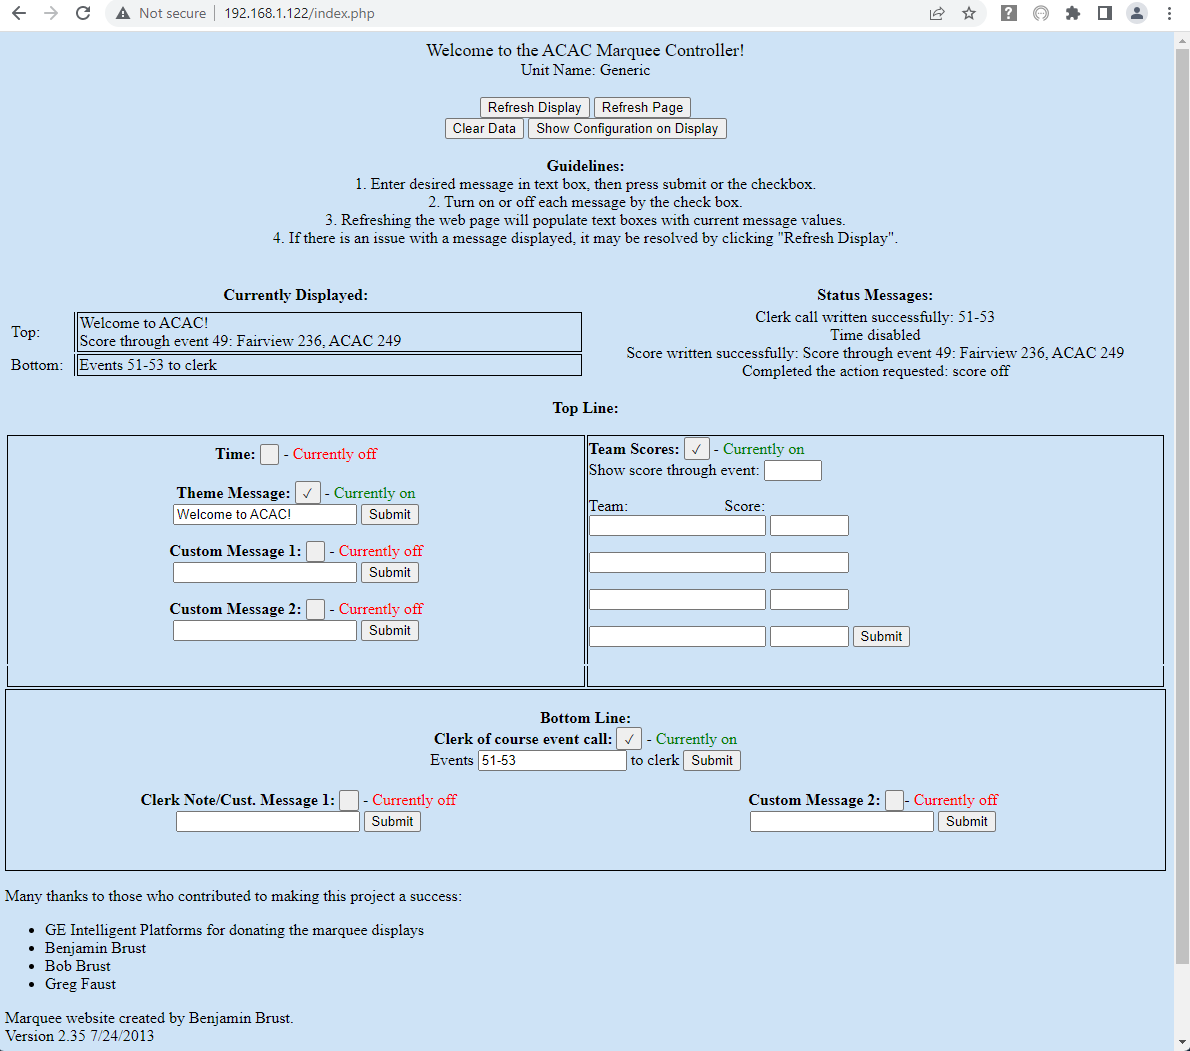 Not secure | 192.168.1.122/index.php
Welcome to the ACAC Marquee Controller!
Unit Name: Generic
Refresh Display Refresh Page
Clear Data Show Configuration on Display
Guidelines:
1. Enter desired message in text box, then press submit or the checkbox.
2. Turn on or off each message by the check box.
3. Refreshing the web page will populate text boxes with current message values.
4. If there is an issue with a message displayed, it may be resolved by clicking "Refresh Display".
Currently Displayed:
Top:
Welcome to ACAC!
Score through event 49: Fairview 236, ACAC 249
Bottom:
Events 51-53 to clerk
Status Messages:
Clerk call written successfully: 51-53
Time disabled
Score written successfully: Score through event 49: Fairview 236, ACAC 249
Completed the action requested: score off
Top Line:
Time: - Currently off
Theme Message: ✓ - Currently on
Welcome to ACAC! Submit
Custom Message 1: - Currently off
Submit
Custom Message 2: - Currently off
Submit
Team Scores: ✓ - Currently on
Show score through event:
Team: Score:
Submit
Bottom Line:
Clerk of course event call: ✓ - Currently on
Events 51-53 to clerk Submit
Clerk Note/Cust. Message 1: - Currently off
Submit
Custom Message 2: - Currently off
Submit
Many thanks to those who contributed to making this project a success:
• GE Intelligent Platforms for donating the marquee displays
• Benjamin Brust
• Bob Brust
• Greg Faust
Marquee website created by Benjamin Brust.
Version 2.35 7/24/2013